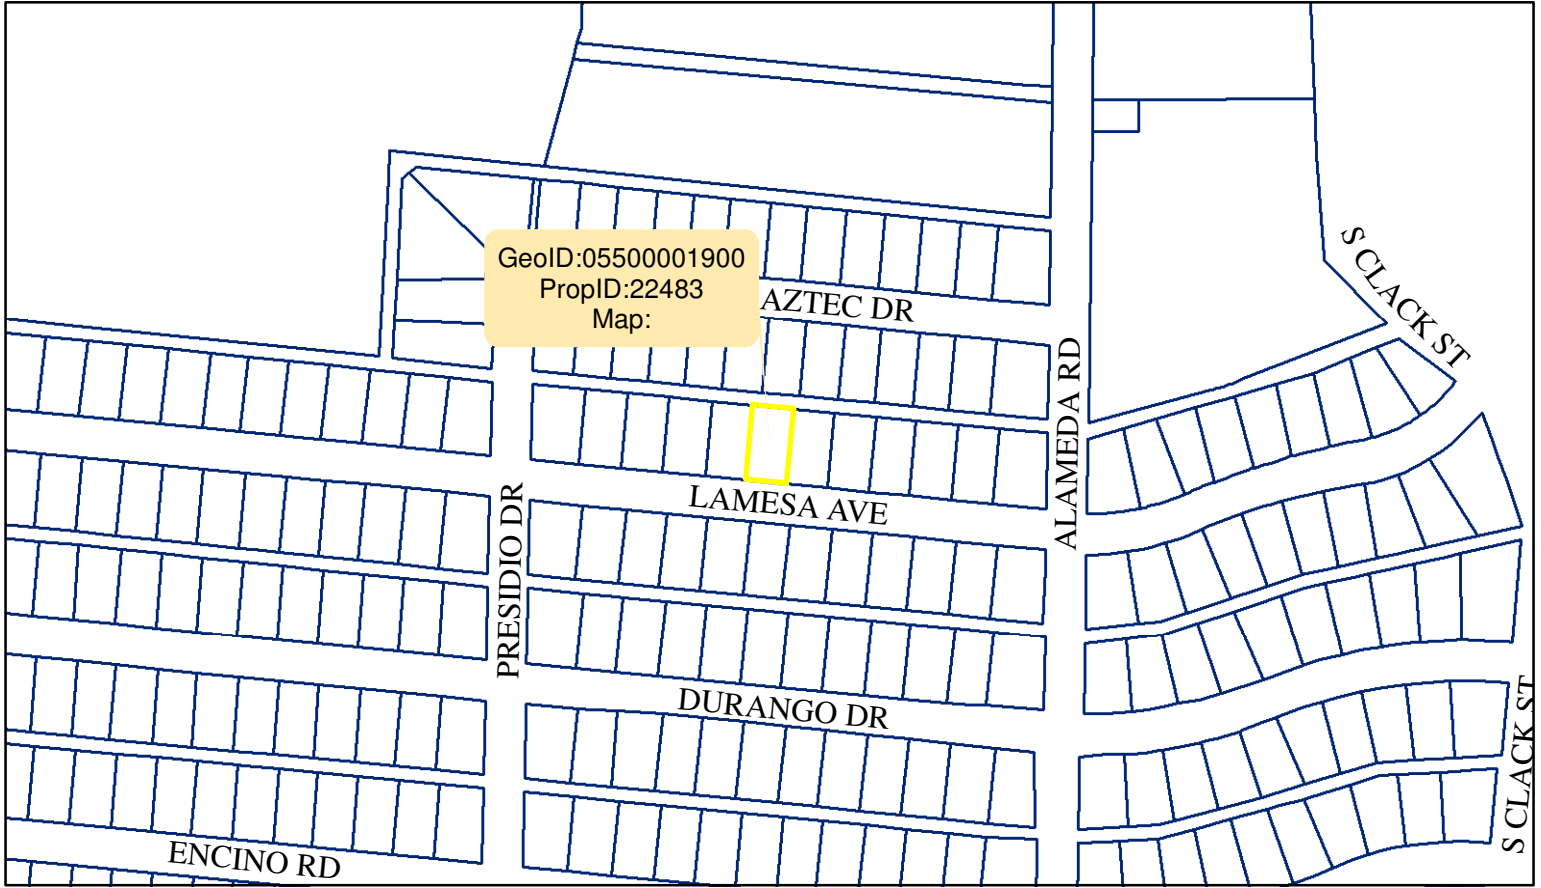 S CLACK ST
GeoID:05500001900
PropID:22483
Map:
AZTEC DR
ALAMEDA RD
LAMESA AVE
PRESIDIO DR
DURANGO DR
S CLACK ST
ENCINO RD